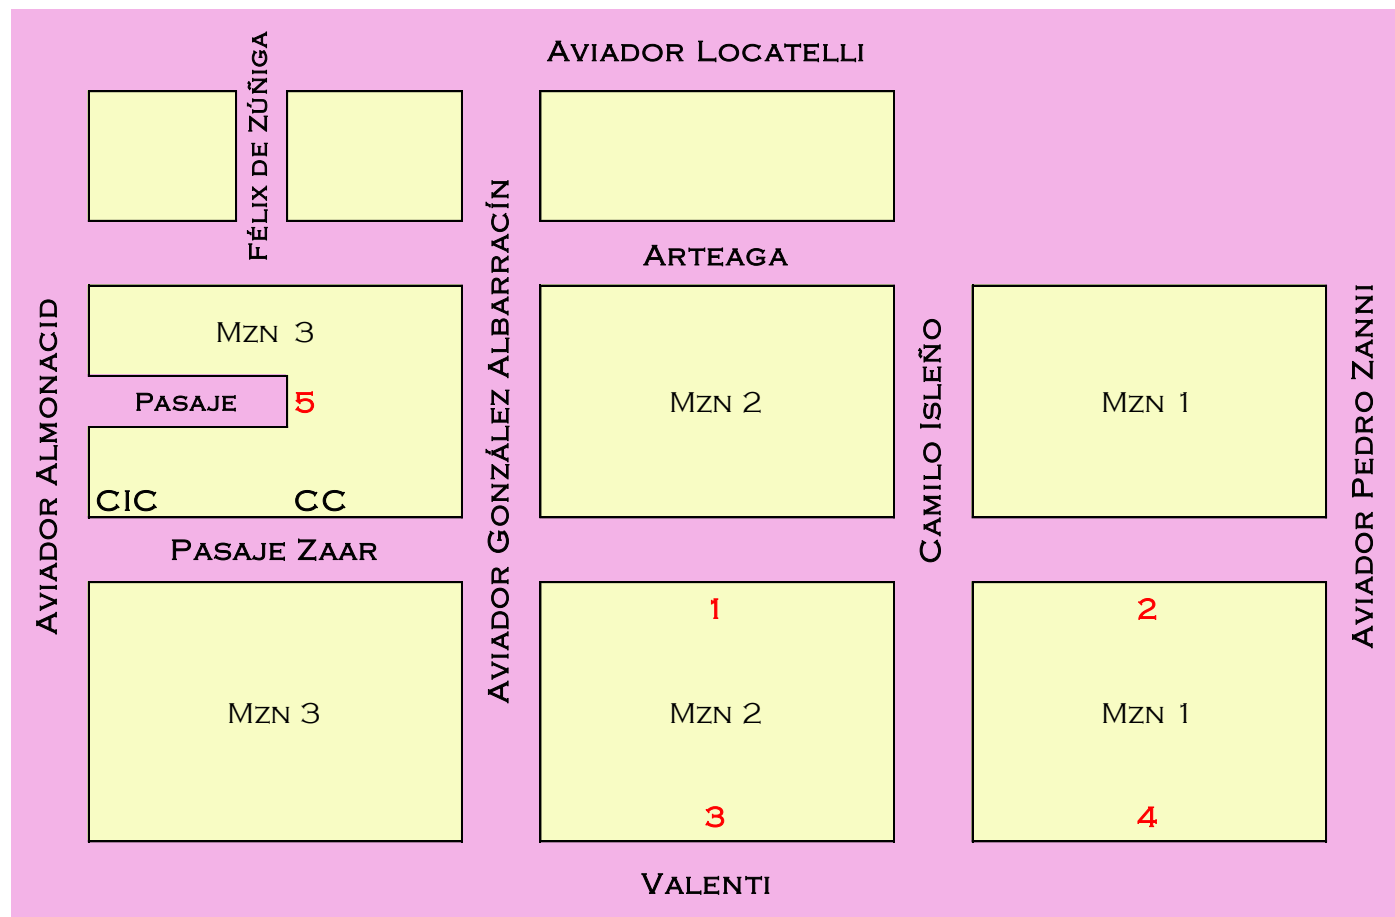 Aviador Locatelli
Félix de Zúñiga
Arteaga
Aviador Almonacid
Mzn 3
Pasaje
5
CIC
CC
Aviador González Albarracín
Mzn 2
Camilo Isleño
Mzn 1
Aviador Pedro Zanni
Pasaje Zaar
1
2
Mzn 3
Mzn 2
Mzn 1
3
4
Valenti